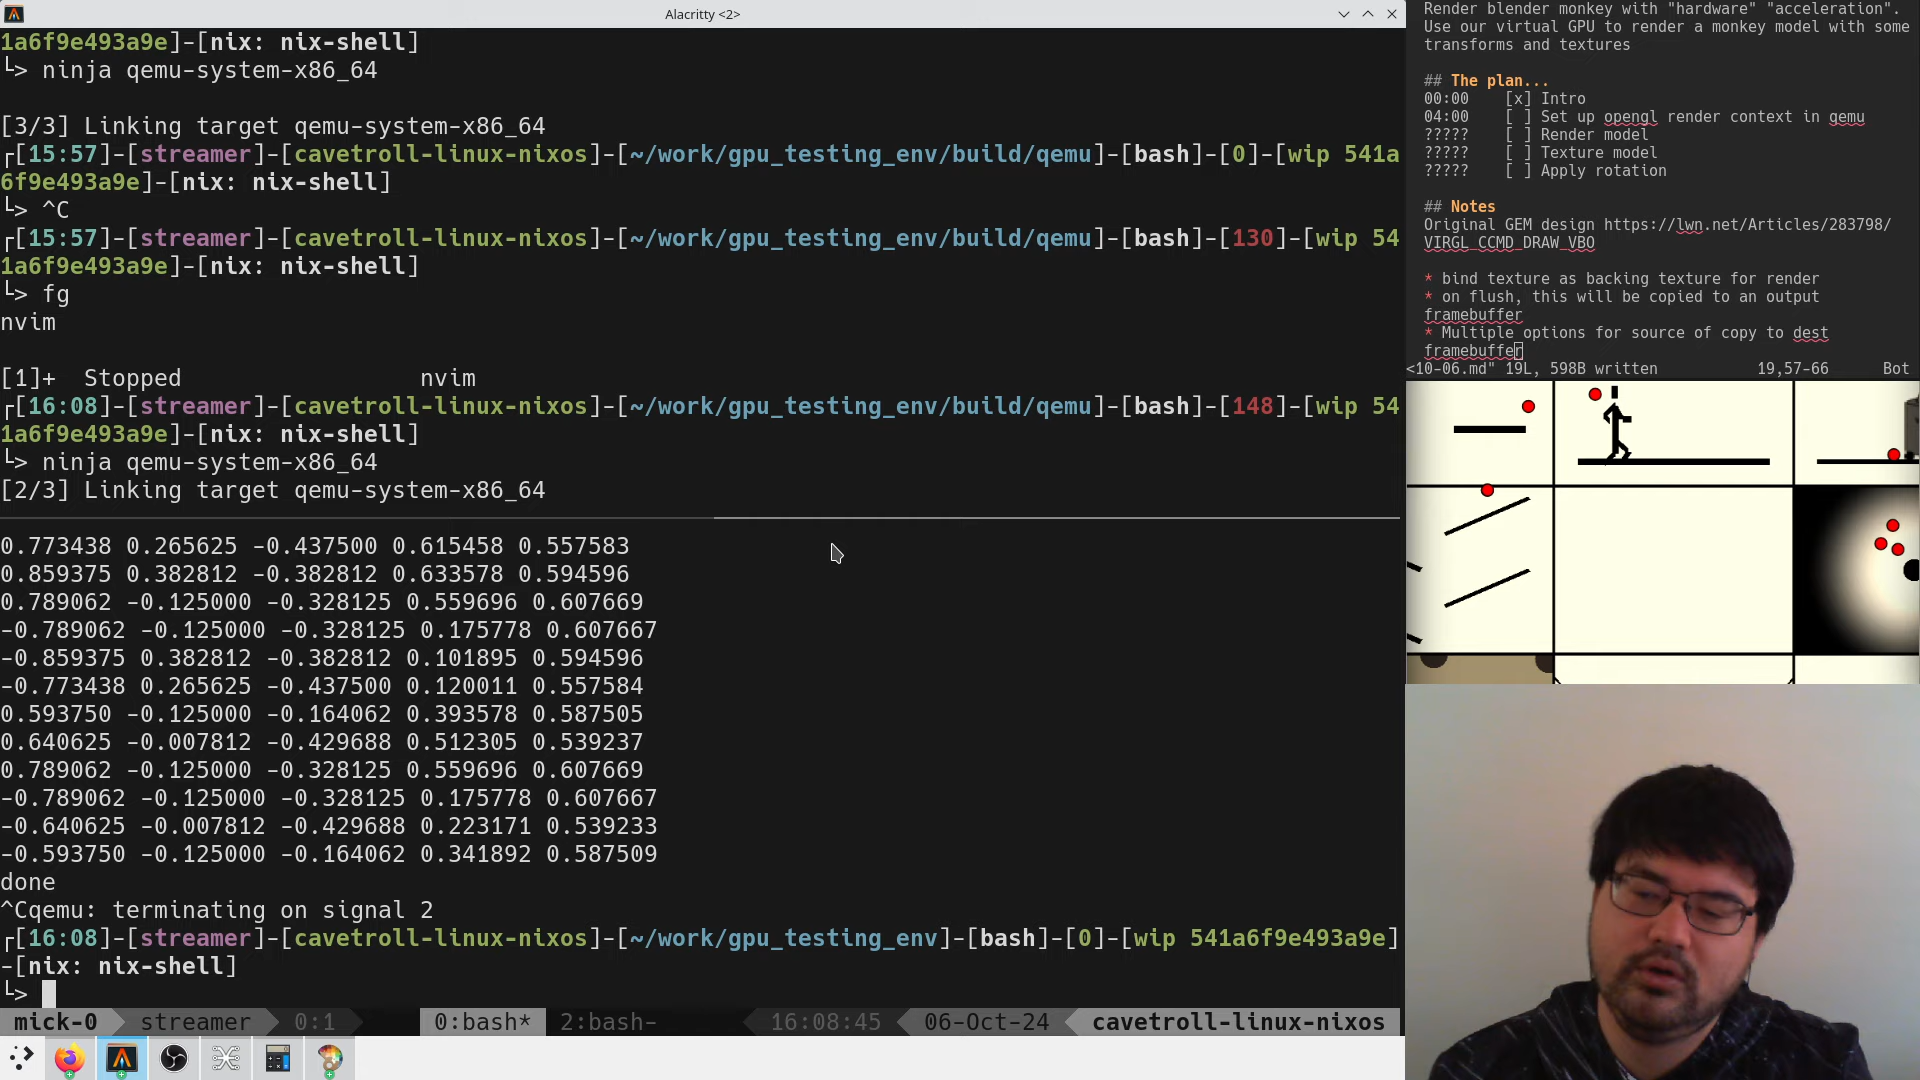 Alacritty <2>
1a6f9e493a9e]-[nix: nix-shell]
└> ninja qemu-system-x86_64
[3/3] Linking target qemu-system-x86_64
┌[15:57]-[streamer]-[cavetroll-linux-nixos]-[~/work/gpu_testing_env/build/qemu]-[bash]-[0]-[wip 541a
6f9e493a9e]-[nix: nix-shell]
└> ^C
┌[15:57]-[streamer]-[cavetroll-linux-nixos]-[~/work/gpu_testing_env/build/qemu]-[bash]-[130]-[wip 54
1a6f9e493a9e]-[nix: nix-shell]
└> fg
nvim
[1]+  Stopped                 nvim
┌[16:08]-[streamer]-[cavetroll-linux-nixos]-[~/work/gpu_testing_env/build/qemu]-[bash]-[148]-[wip 54
1a6f9e493a9e]-[nix: nix-shell]
└> ninja qemu-system-x86_64
[2/3] Linking target qemu-system-x86_64
0.773438 0.265625 -0.437500 0.615458 0.557583
0.859375 0.382812 -0.382812 0.633578 0.594596
0.789062 -0.125000 -0.328125 0.559696 0.607669
-0.789062 -0.125000 -0.328125 0.175778 0.607667
-0.859375 0.382812 -0.382812 0.101895 0.594596
-0.773438 0.265625 -0.437500 0.120011 0.557584
0.593750 -0.125000 -0.164062 0.393578 0.587505
0.640625 -0.007812 -0.429688 0.512305 0.539237
0.789062 -0.125000 -0.328125 0.559696 0.607669
-0.789062 -0.125000 -0.328125 0.175778 0.607667
-0.640625 -0.007812 -0.429688 0.223171 0.539233
-0.593750 -0.125000 -0.164062 0.341892 0.587509
done
^Cqemu: terminating on signal 2
┌[16:08]-[streamer]-[cavetroll-linux-nixos]-[~/work/gpu_testing_env]-[bash]-[0]-[wip 541a6f9e493a9e]
-[nix: nix-shell]
└>
mick-0 streamer 0:1 0:bash* 2:bash- 16:08:45 06-Oct-24 cavetroll-linux-nixos
Render blender monkey with "hardware" "acceleration".
Use our virtual GPU to render a monkey model with some
transforms and textures
## The plan...
00:00    [x] Intro
04:00    [ ] Set up opengl render context in qemu
?????    [ ] Render model
?????    [ ] Texture model
?????    [ ] Apply rotation
## Notes
Original GEM design https://lwn.net/Articles/283798/
VIRGL_CCMD_DRAW_VBO
* bind texture as backing texture for render
* on flush, this will be copied to an output
framebuffer
* Multiple options for source of copy to dest
framebuffer
<10-06.md" 19L, 598B written 19,57-66 Bot